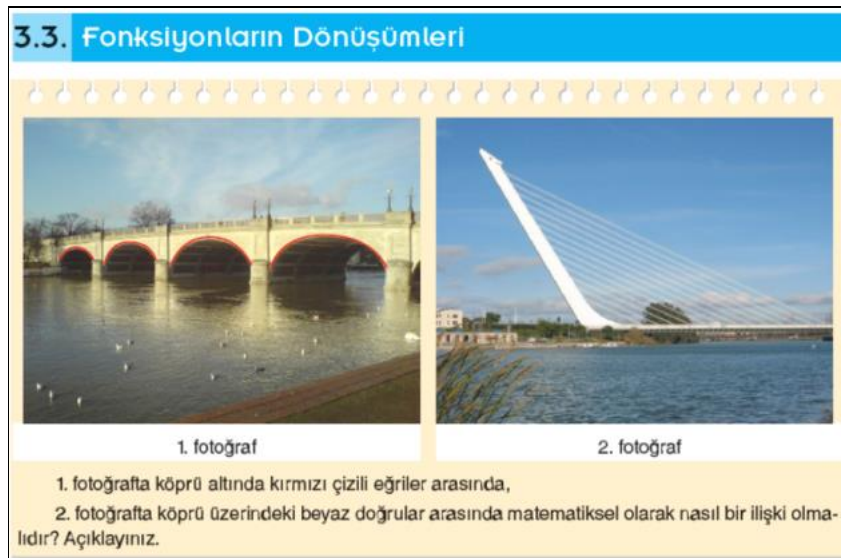 3.3. Fonksiyonların Dönüşümleri
1. fotoğraf
2. fotoğraf
1. fotoğrafta köprü altında kırmızı çizili eğriler arasında,
2. fotoğrafta köprü üzerindeki beyaz doğrular arasında matematiksel olarak nasıl bir ilişki olma-
lıdır? Açıklayınız.